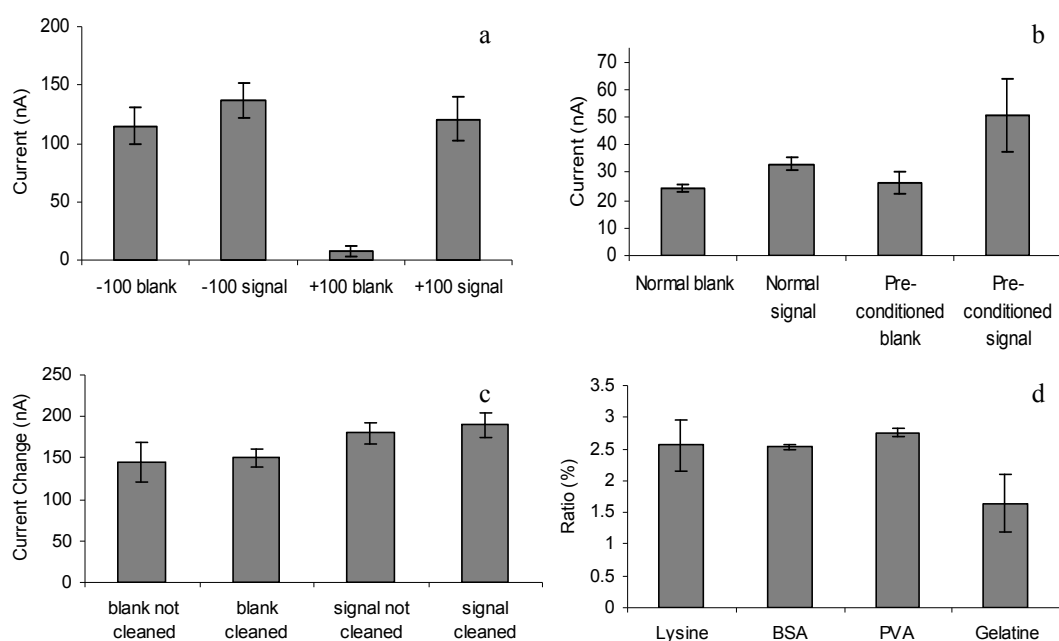 a
200
150
100
50
0
Current (nA)
-100 blank
-100 signal
+100 blank
+100 signal
b
70
60
50
40
30
20
10
0
Current (nA)
Normal blank
Normal
signal
Pre-
conditioned
blank
Pre-
conditioned
signal
c
250
200
150
100
50
0
Current Change (nA)
blank not
cleaned
blank
cleaned
signal not
cleaned
signal
cleaned
d
3.5
3
2.5
2
1.5
1
0.5
0
Ratio (%)
Lysine
BSA
PVA
Gelatine